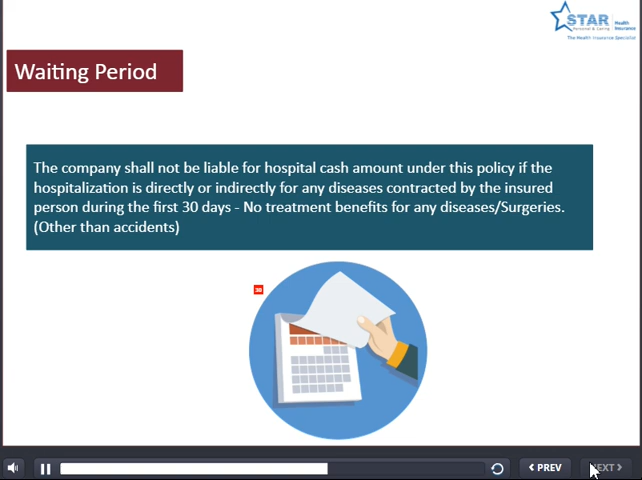 STAR Health Insurance
Personal & Caring
The Health Insurance Specialist
Waiting Period
The company shall not be liable for hospital cash amount under this policy if the
hospitalization is directly or indirectly for any diseases contracted by the insured
person during the first 30 days - No treatment benefits for any diseases/Surgeries.
(Other than accidents)
30
< PREV
NEXT >